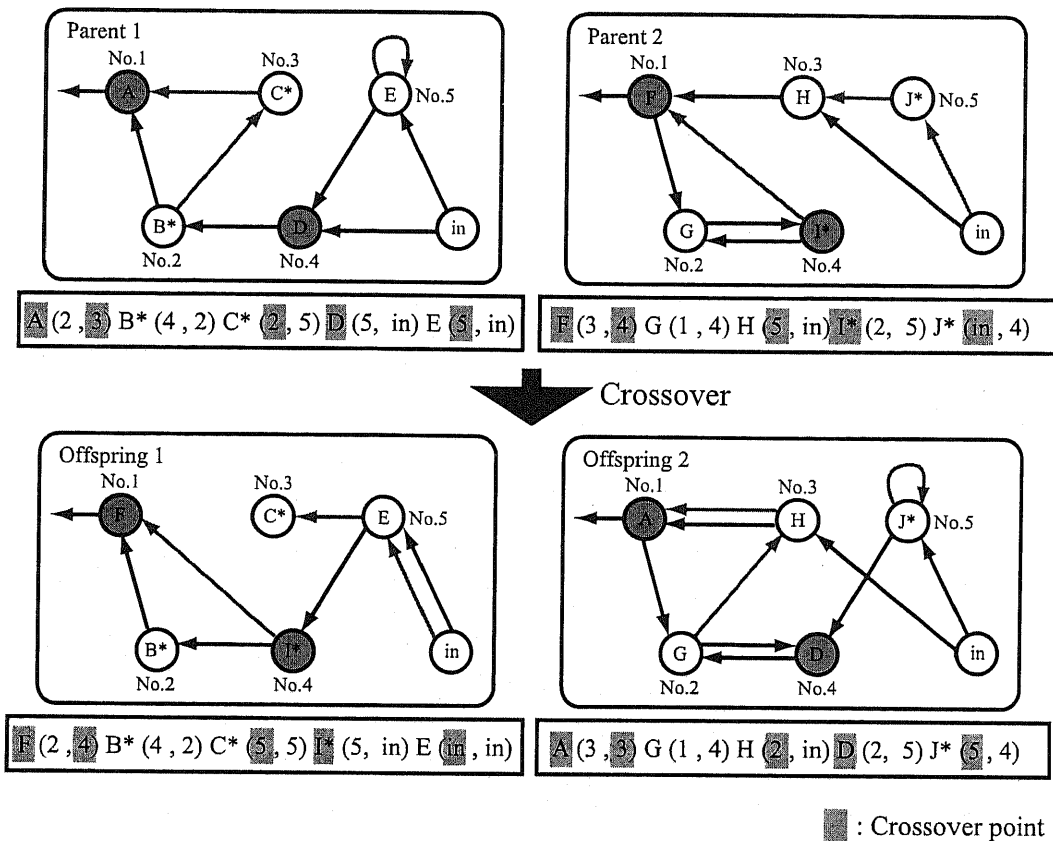 Parent 1
No.1
A
No.3
C*
E
No.5
B*
No.2
D
No.4
in
A (2 , 3) B* (4 , 2) C* (2 , 5) D (5, in) E (5 , in)
Parent 2
No.1
F
No.3
H
J*
No.5
G
No.2
I*
No.4
in
F (3 , 4) G (1 , 4) H (5 , in) I* (2, 5) J* (in , 4)
Crossover
Offspring 1
No.1
F
No.3
C*
E
No.5
B*
No.2
I*
No.4
in
F (2 , 4) B* (4 , 2) C* (5 , 5) I* (5, in) E (in , in)
Offspring 2
No.1
A
No.3
H
J*
No.5
G
No.2
D
No.4
in
A (3 , 3) G (1 , 4) H (2 , in) D (2, 5) J* (5 , 4)
: Crossover point